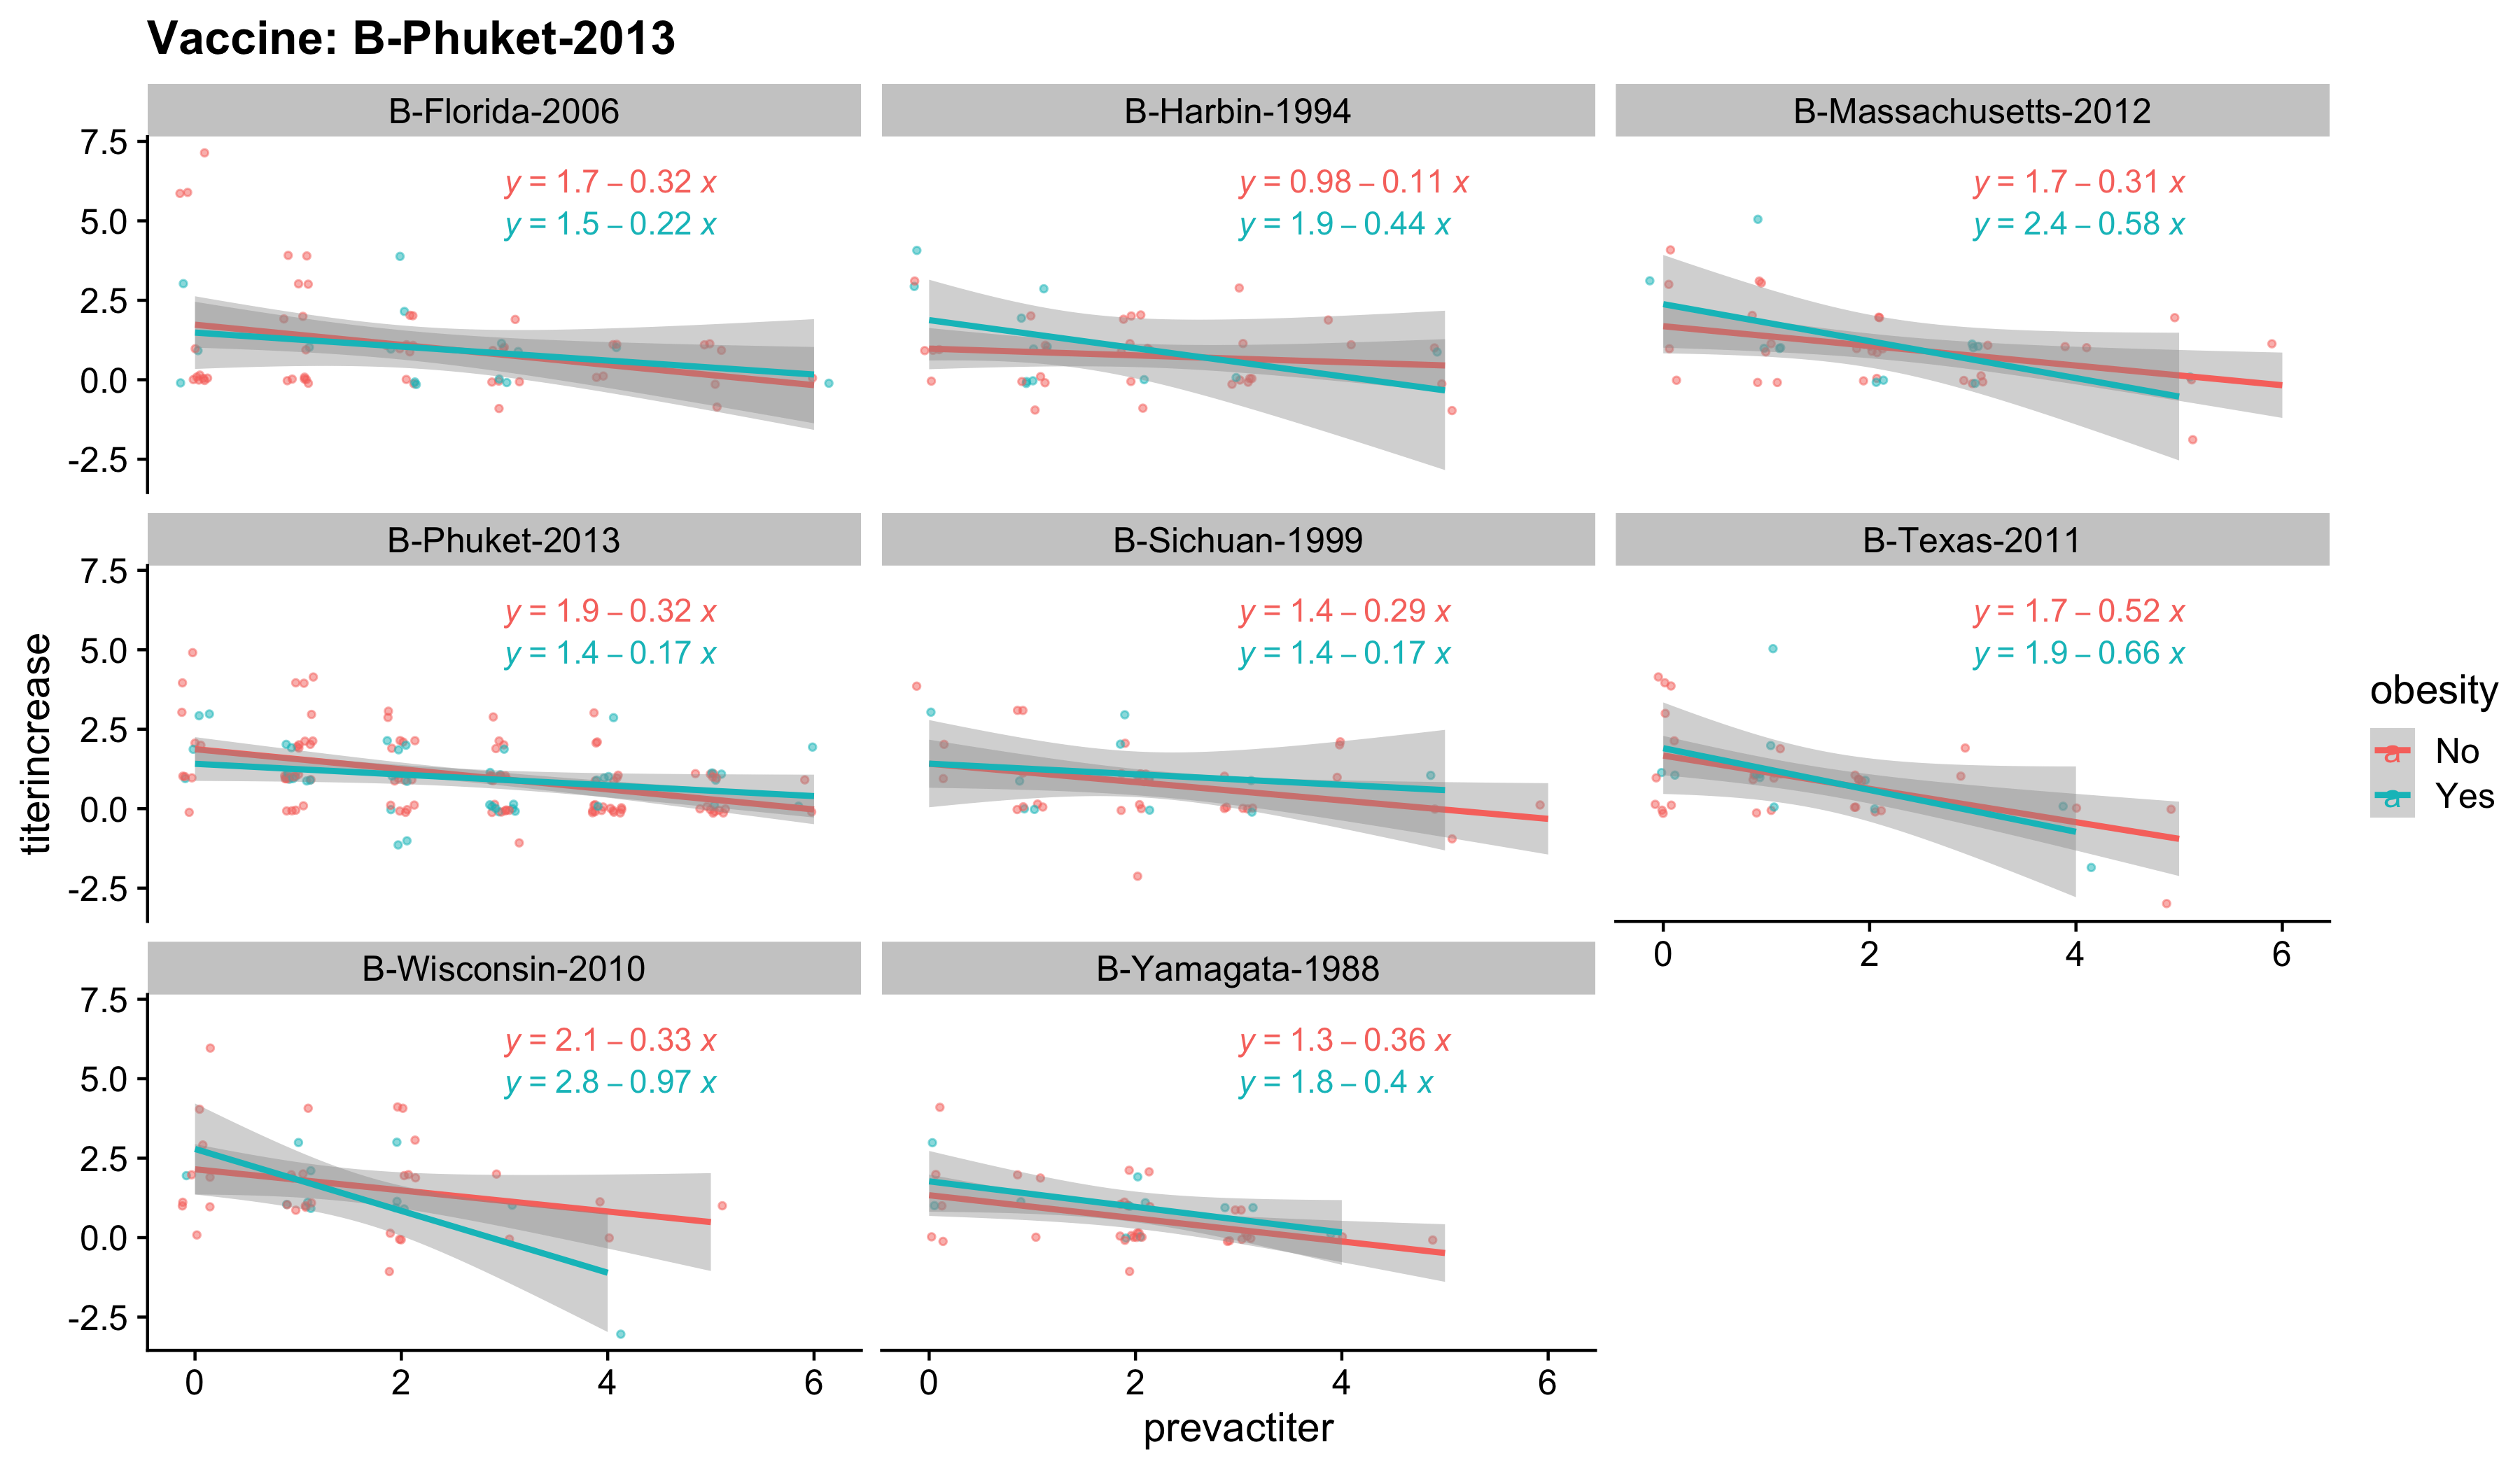 Vaccine: B-Phuket-2013
B-Florida-2006
B-Harbin-1994
B-Massachusetts-2012
7.5
5.0
2.5
0.0
-2.5
y = 1.7 – 0.32 x
y = 1.5 – 0.22 x
y = 0.98 – 0.11 x
y = 1.9 – 0.44 x
y = 1.7 – 0.31 x
y = 2.4 – 0.58 x
B-Phuket-2013
B-Sichuan-1999
B-Texas-2011
7.5
5.0
2.5
0.0
-2.5
y = 1.9 – 0.32 x
y = 1.4 – 0.17 x
y = 1.4 – 0.29 x
y = 1.4 – 0.17 x
y = 1.7 – 0.52 x
y = 1.9 – 0.66 x
0 2 4 6
titerincrease
obesity
a No
a Yes
B-Wisconsin-2010
B-Yamagata-1988
7.5
5.0
2.5
0.0
-2.5
y = 2.1 – 0.33 x
y = 2.8 – 0.97 x
y = 1.3 – 0.36 x
y = 1.8 – 0.4 x
0 2 4 6
0 2 4 6
prevactiter